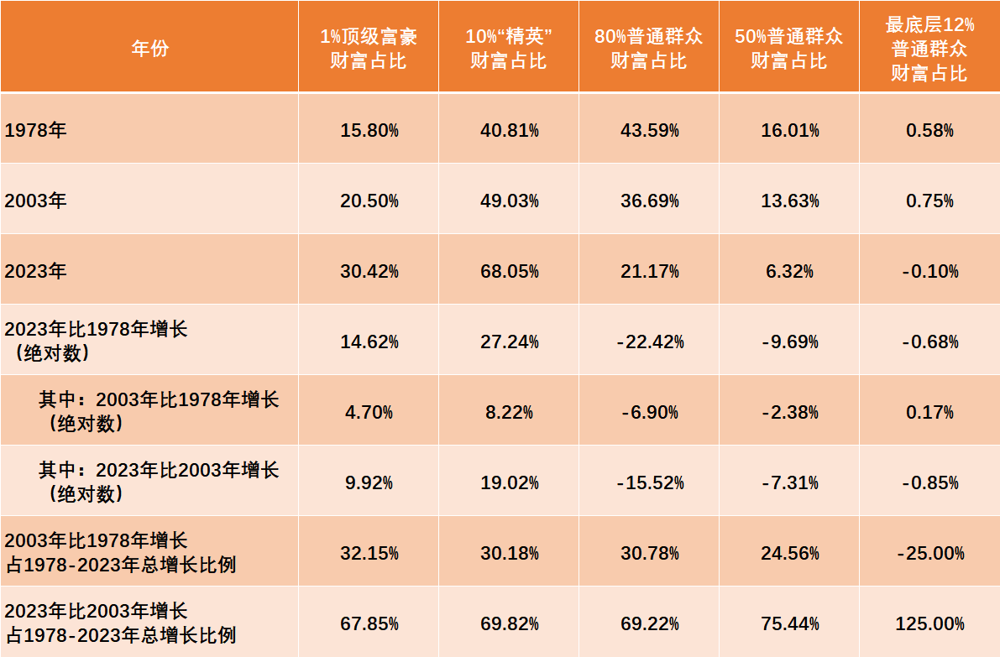 年份
1%顶级富豪
财富占比
10%“精英”
财富占比
80%普通群众
财富占比
50%普通群众
财富占比
最底层12%
普通群众
财富占比
1978年
15.80%
40.81%
43.59%
16.01%
0.58%
2003年
20.50%
49.03%
36.69%
13.63%
0.75%
2023年
30.42%
68.05%
21.17%
6.32%
-0.10%
2023年比1978年增长
（绝对数）
14.62%
27.24%
-22.42%
-9.69%
-0.68%
其中：2003年比1978年增长
（绝对数）
4.70%
8.22%
-6.90%
-2.38%
0.17%
其中：2023年比2003年增长
（绝对数）
9.92%
19.02%
-15.52%
-7.31%
-0.85%
2003年比1978年增长
占1978-2023年总增长比例
32.15%
30.18%
30.78%
24.56%
-25.00%
2023年比2003年增长
占1978-2023年总增长比例
67.85%
69.82%
69.22%
75.44%
125.00%